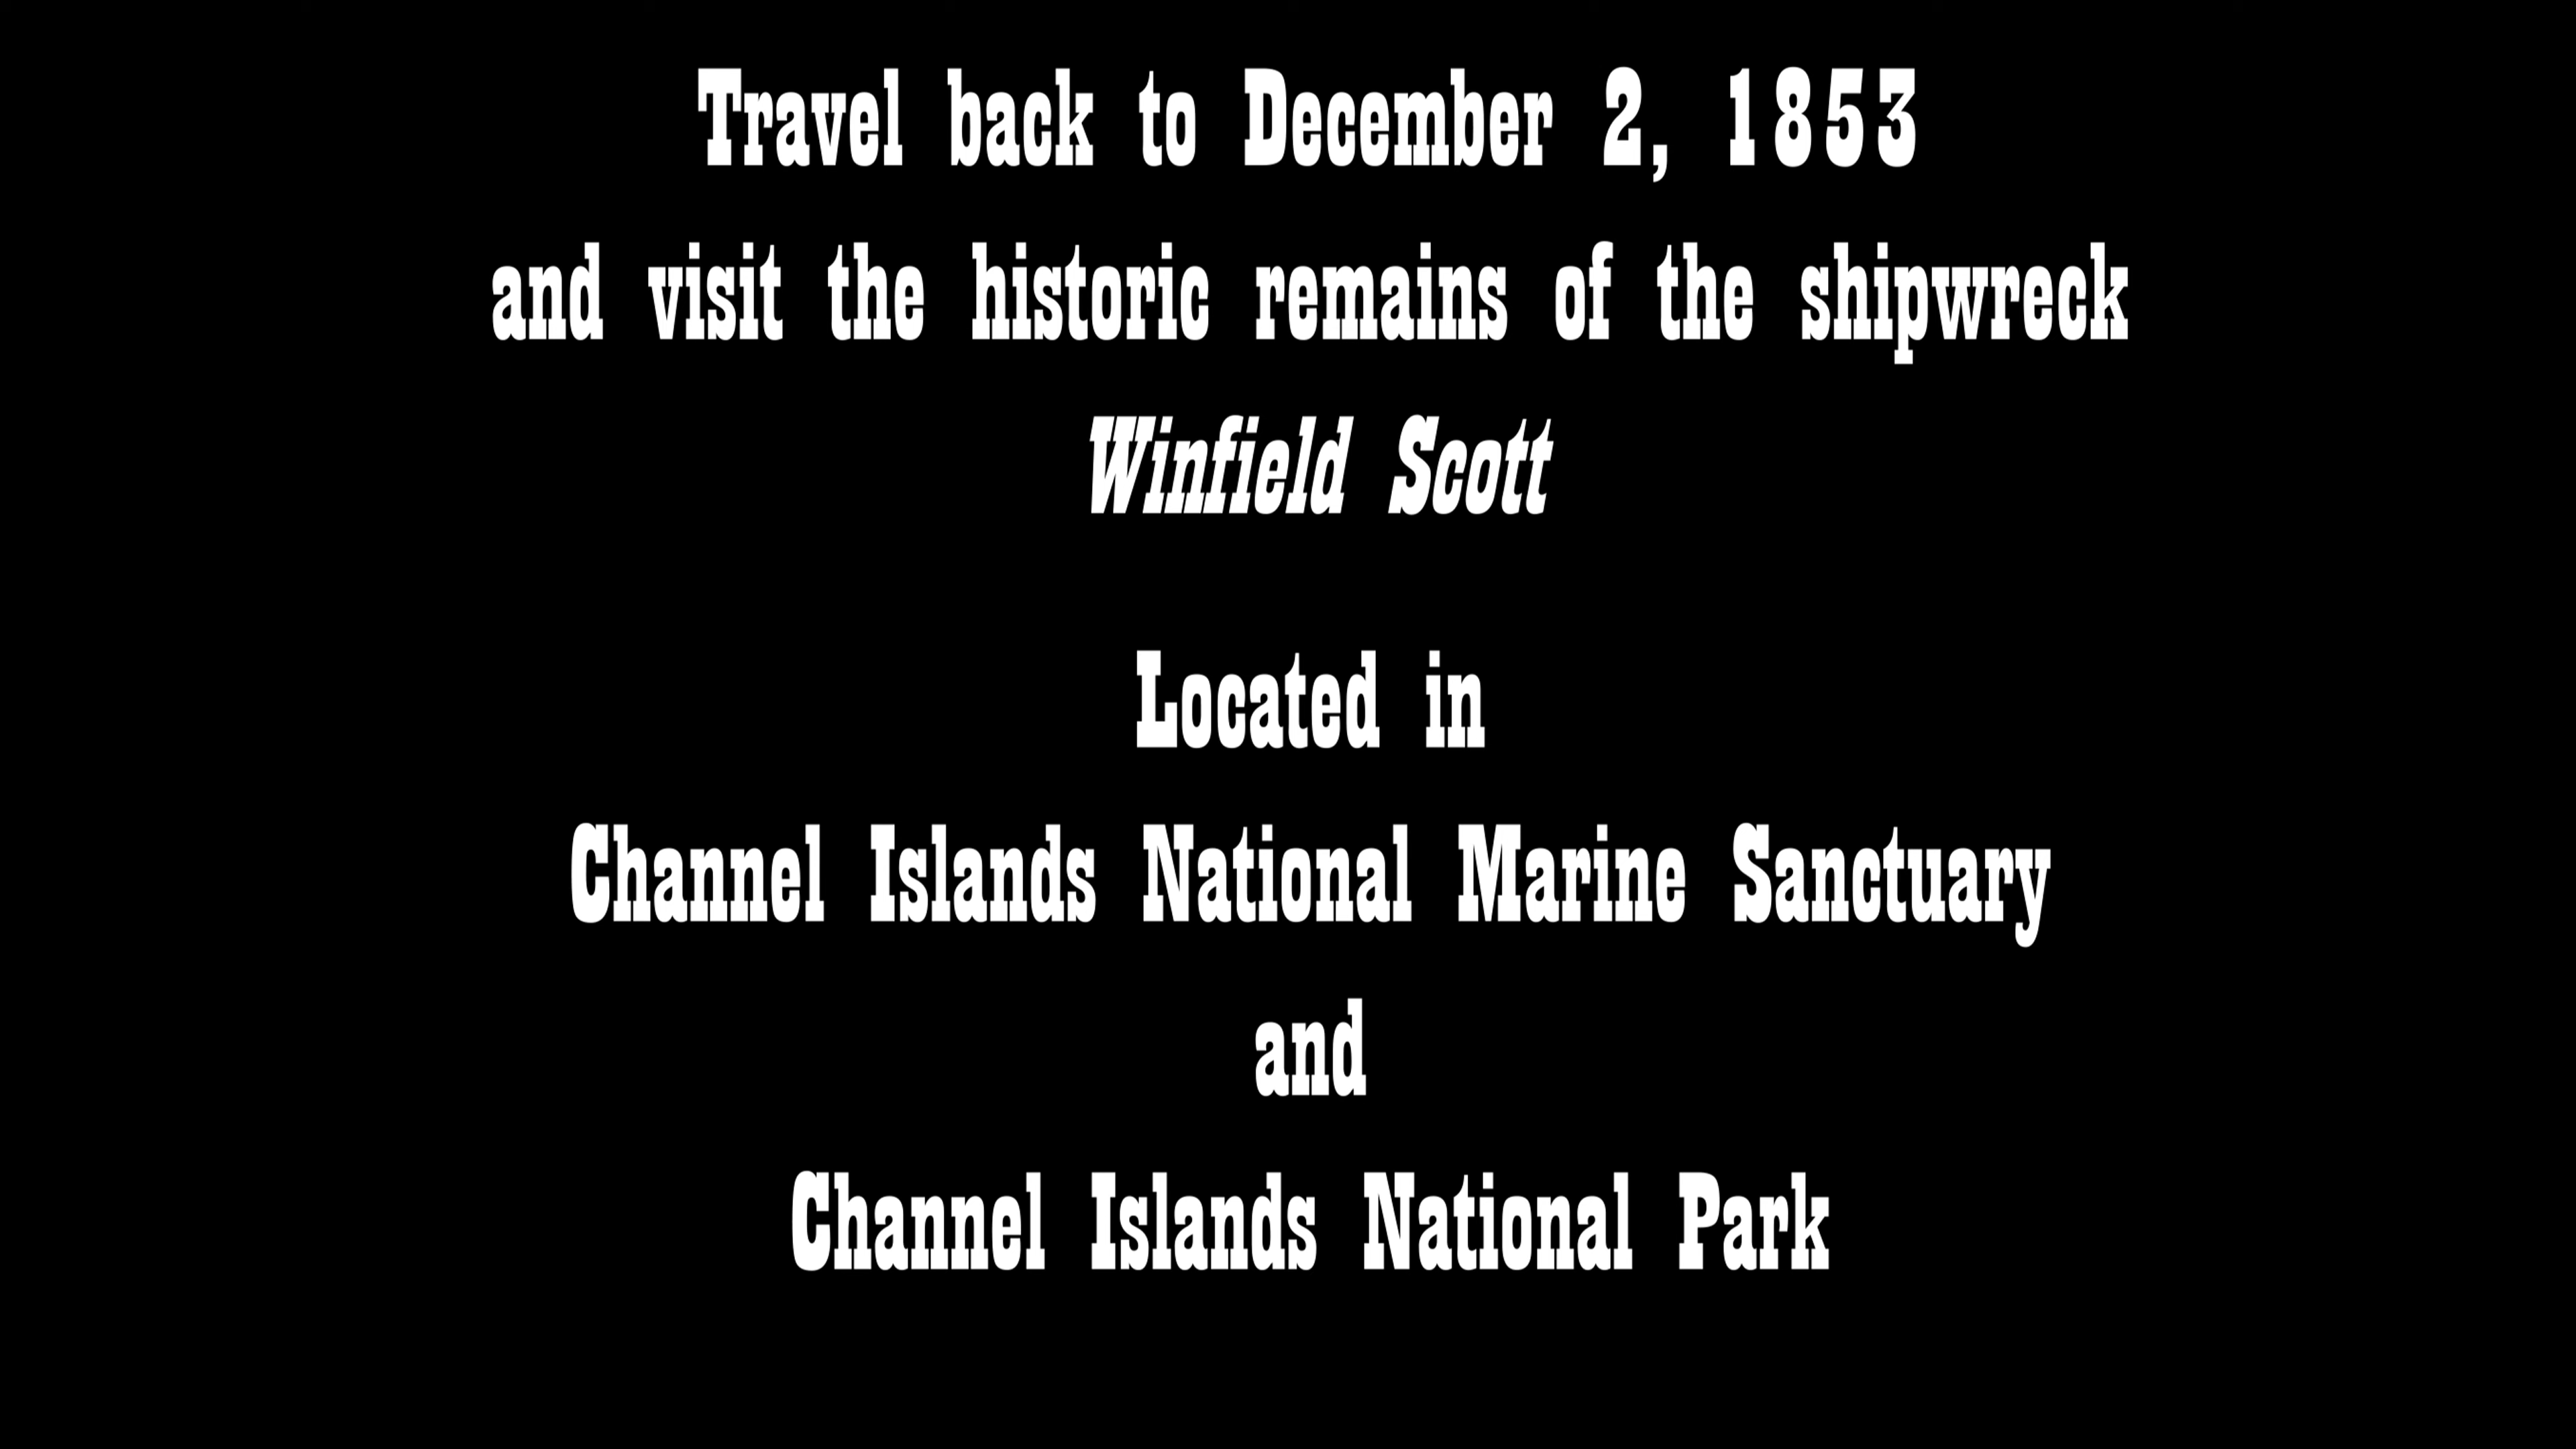 Travel back to December 2, 1853
and visit the historic remains of the shipwreck
Winfield Scott
Located in
Channel Islands National Marine Sanctuary
and
Channel Islands National Park